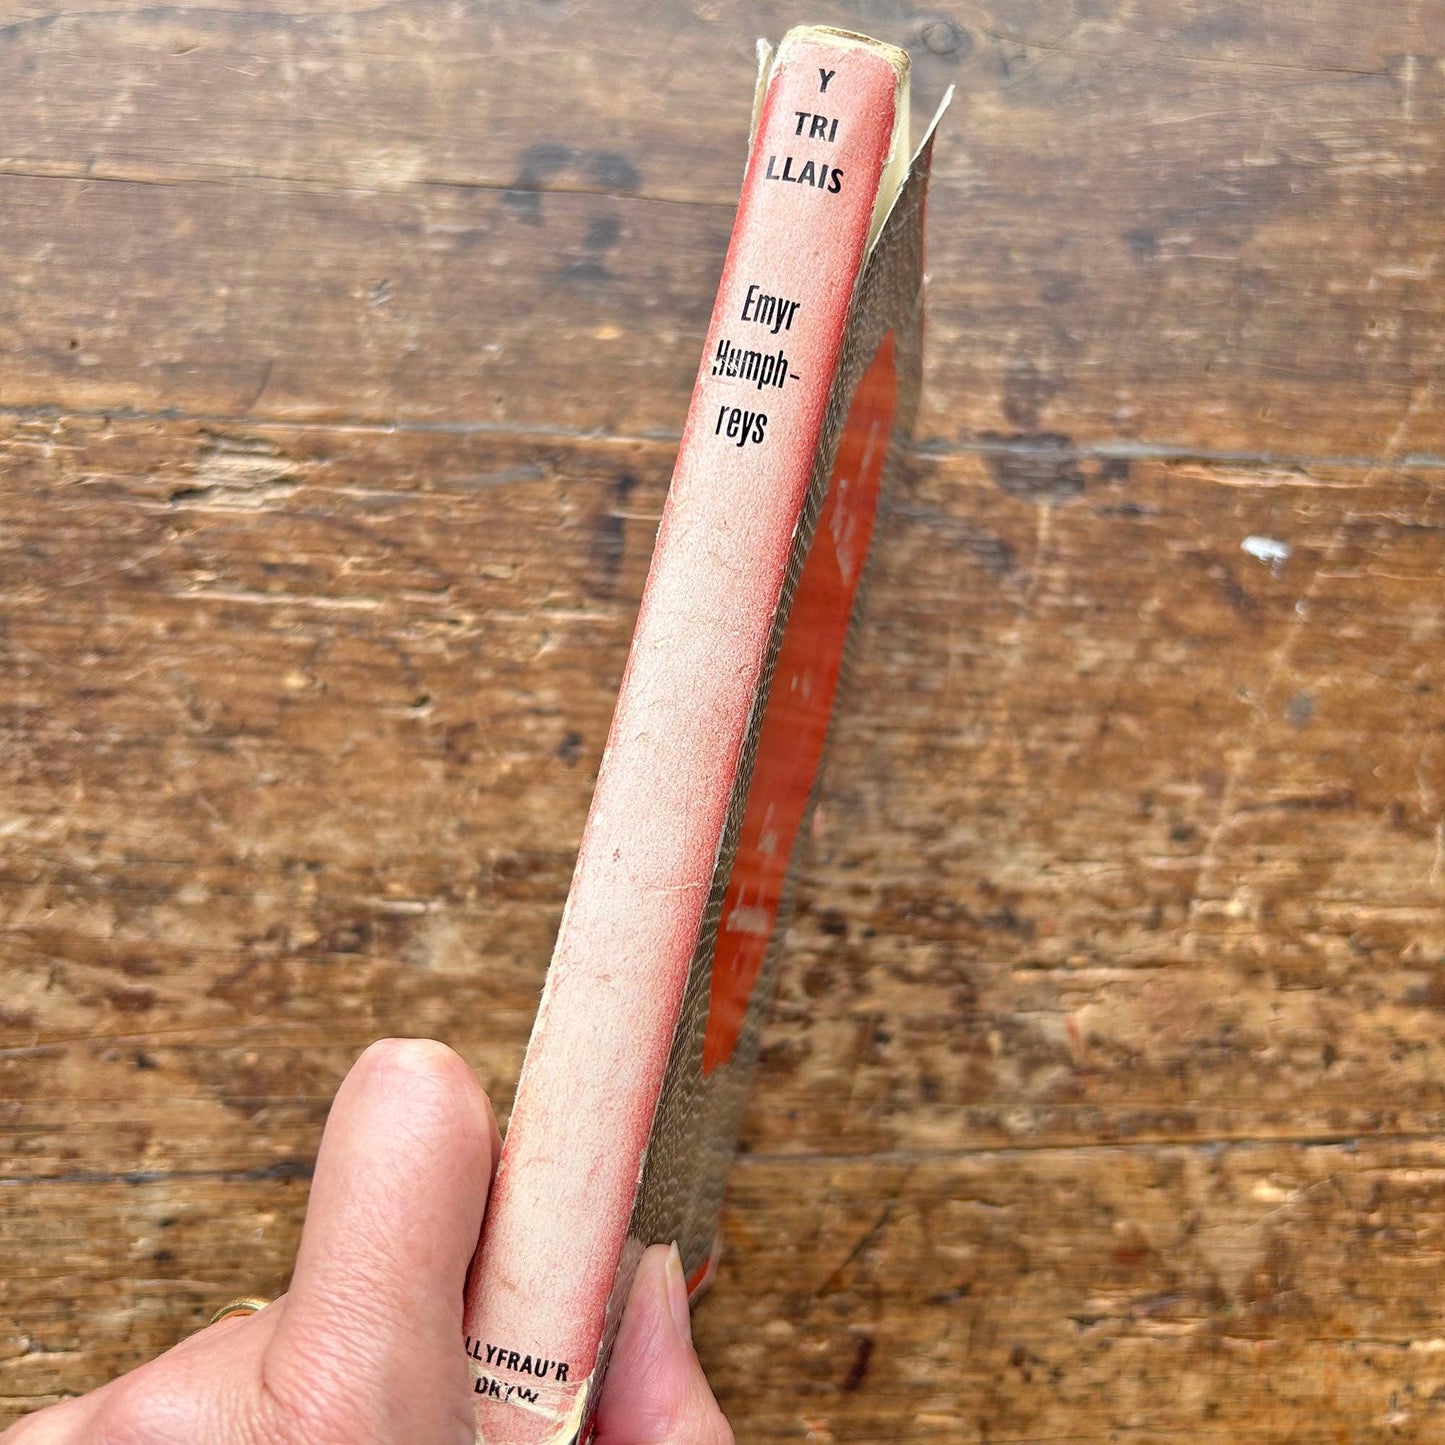 Y
TRI
LLAIS
Emyr
Humph-
reys
LLYFRAU'R
DRYW